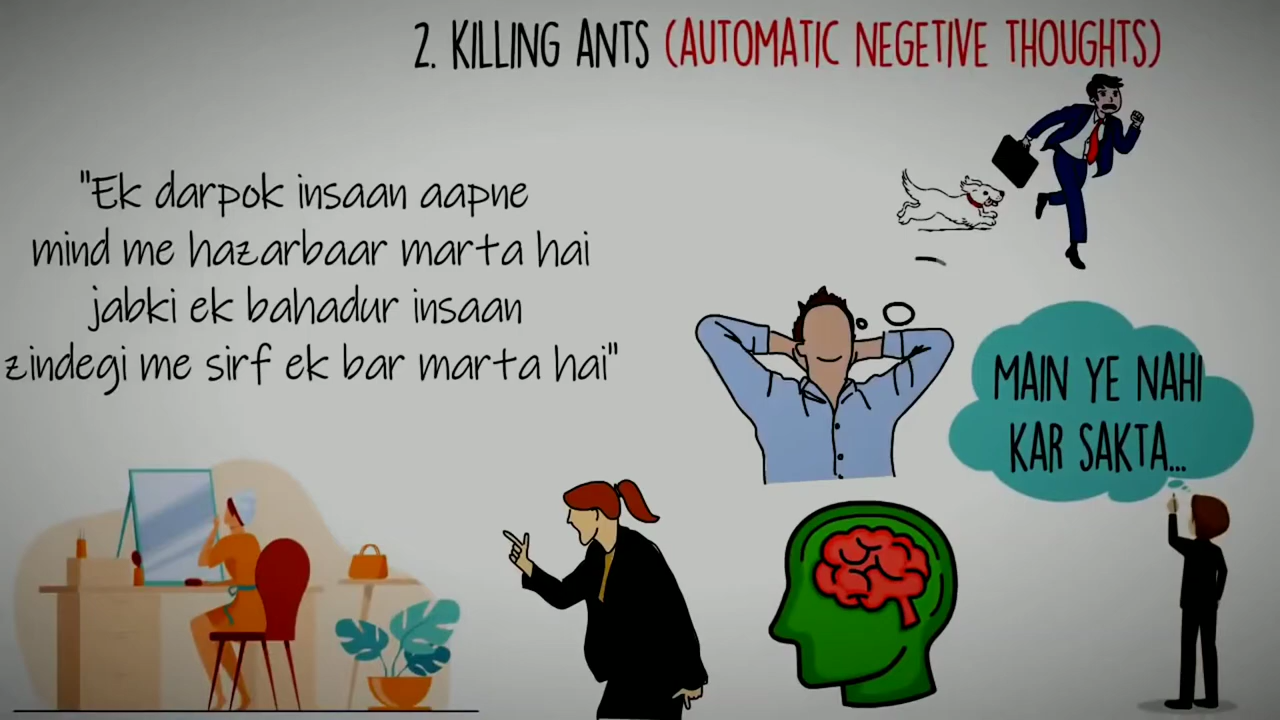 2. KILLING ANTS (AUTOMATIC NEGETIVE THOUGHTS)
"Ek darpok insaan aapne
mind me hazarbaar marta hai
jabki ek bahadur insaan
zindegi me sirf ek bar marta hai"
MAIN YE NAHI
KAR SAKTA...